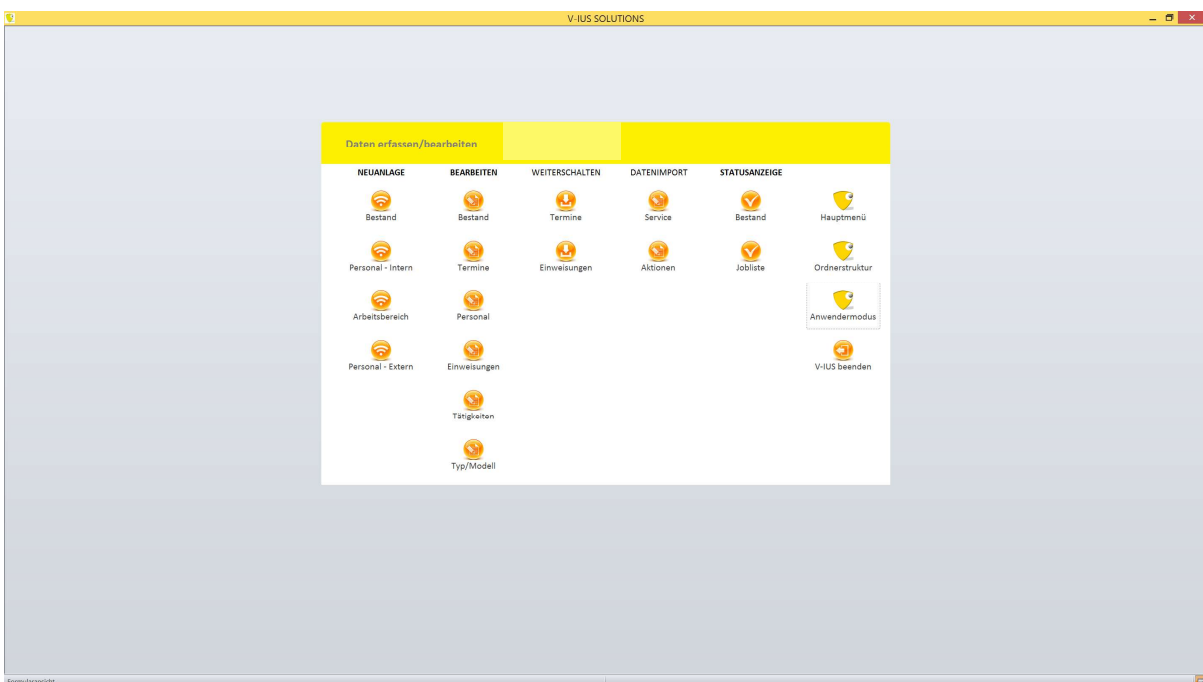 V-IUS SOLUTIONS
Daten erfassen/bearbeiten
NEUANLAGE BEARBEITEN WEITERSCHALTEN DATENIMPORT STATUSANZEIGE
Bestand Bestand Termine Service Bestand Hauptmenü
Personal - Intern Termine Einweisungen Aktionen Jobliste Ordnerstruktur
Arbeitsbereich Personal Anwendermodus
Personal - Extern Einweisungen V-IUS beenden
Tätigkeiten
Typ/Modell
Formularansicht